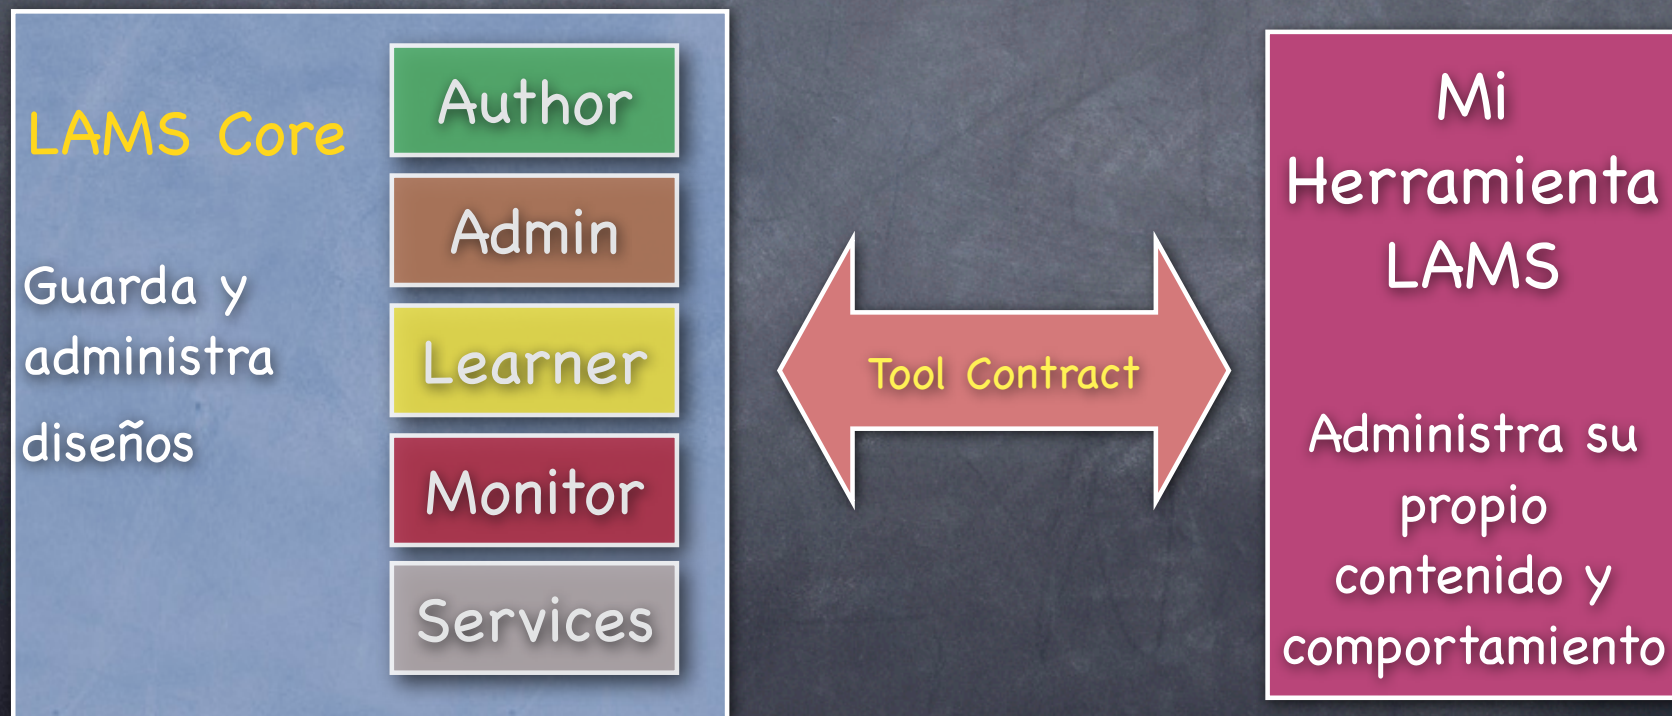 LAMS Core
Guarda y
administra
diseños
Author
Admin
Learner
Monitor
Services
Tool Contract
Mi
Herramienta
LAMS
Administra su
propio
contenido y
comportamiento